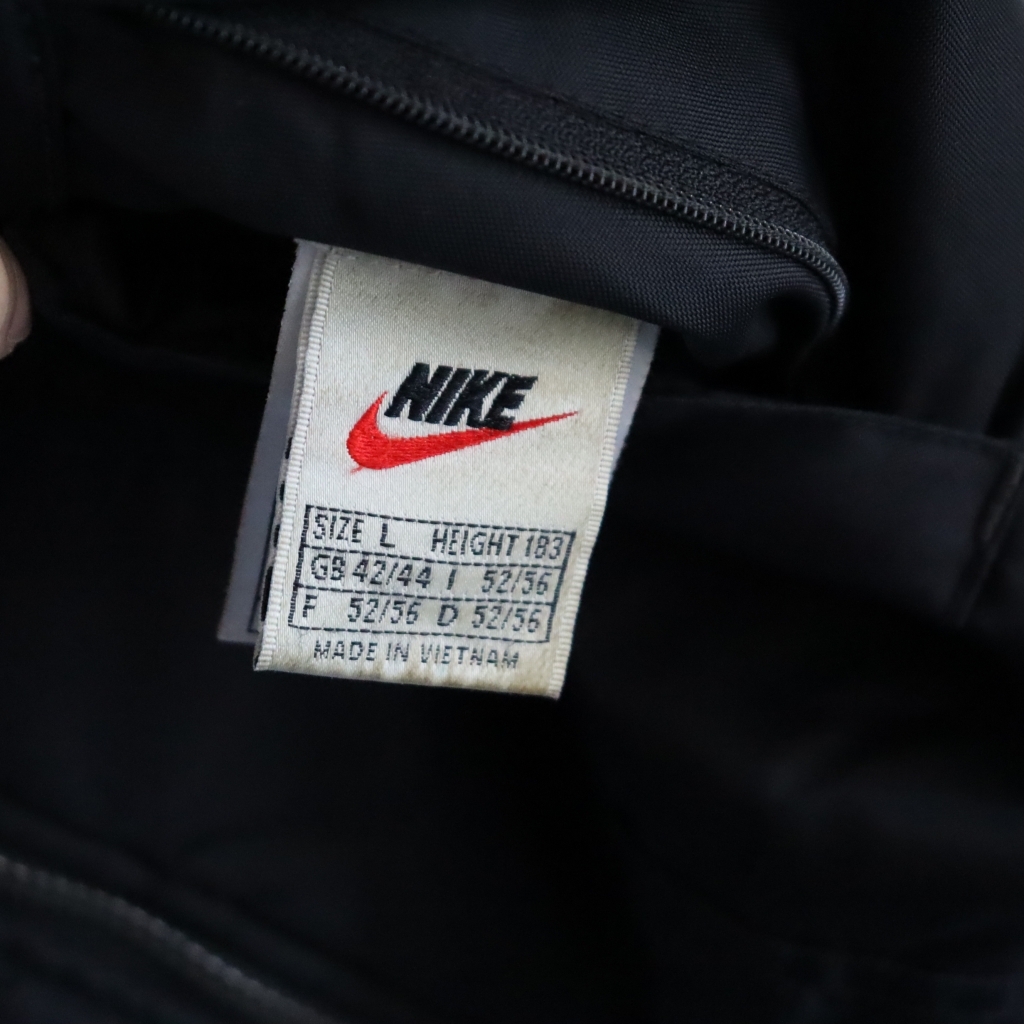 NIKE
SIZE L HEIGHT 183
GB 42/44 I 52/56
F 52/56 D 52/56
MADE IN VIETNAM